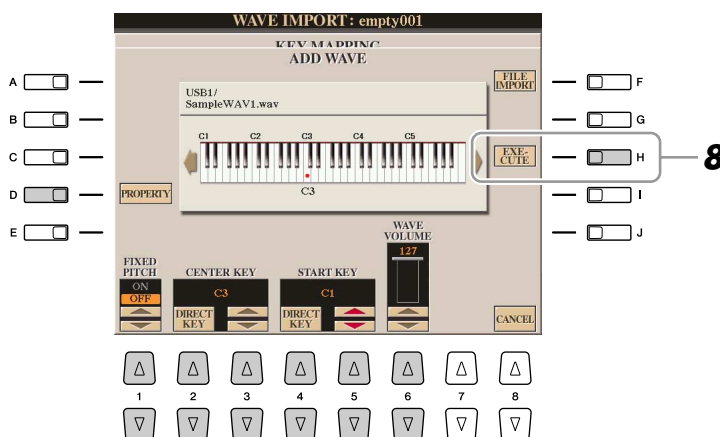 WAVE IMPORT: empty001
KEY MAPPING
ADD WAVE
FILE
IMPORT
USB1/
SampleWAV1.wav
C1 C2 C3 C4 C5
EXE-
CUTE
C3
PROPERTY
A
B
C
D
E
F
G
H
I
J
8
WAVE
VOLUME
127
FIXED
PITCH
ON
OFF
CENTER KEY
C3
DIRECT
KEY
START KEY
C1
DIRECT
KEY
CANCEL
1 2 3 4 5 6 7 8